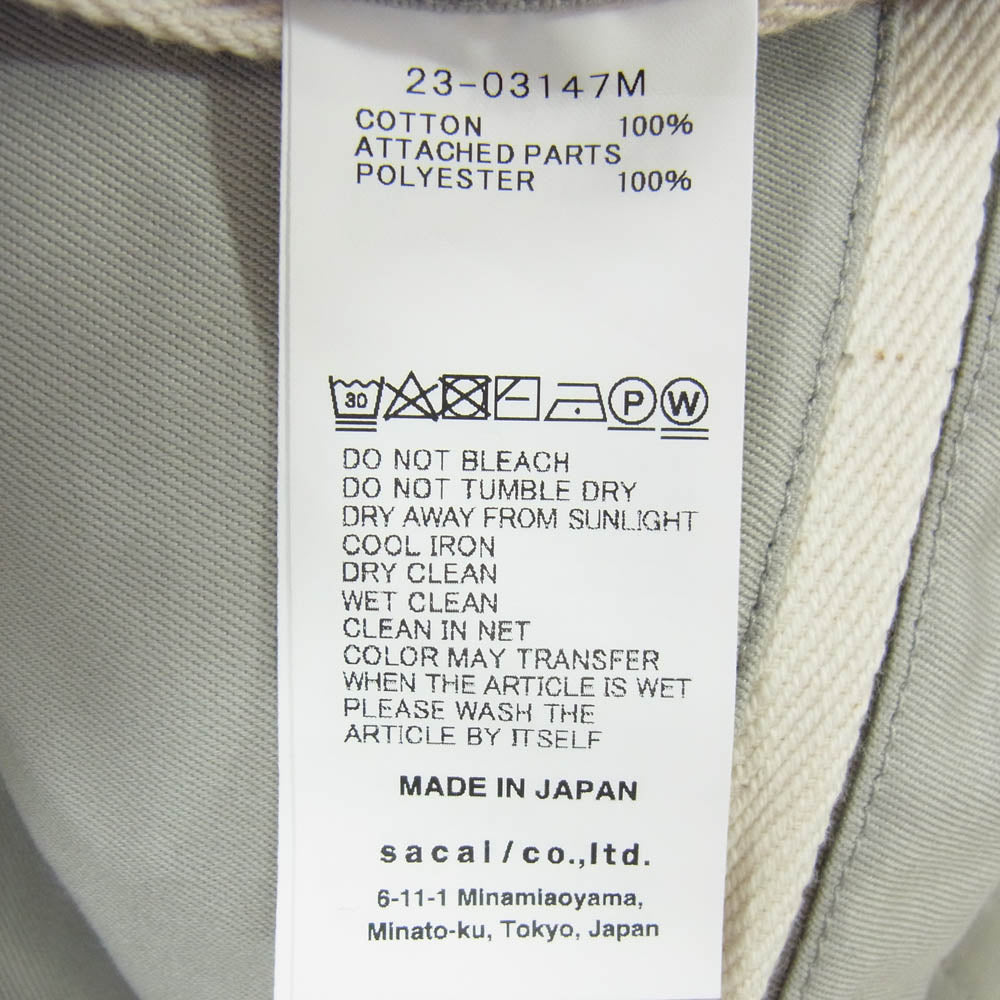 23-03147M
COTTON 100%
ATTACHED PARTS
POLYESTER 100%
30 P W
DO NOT BLEACH
DO NOT TUMBLE DRY
DRY AWAY FROM SUNLIGHT
COOL IRON
DRY CLEAN
WET CLEAN
CLEAN IN NET
COLOR MAY TRANSFER
WHEN THE ARTICLE IS WET
PLEASE WASH THE
ARTICLE BY ITSELF
MADE IN JAPAN
sacai/co.,ltd.
6-11-1 Minamiaoyama,
Minato-ku, Tokyo, Japan